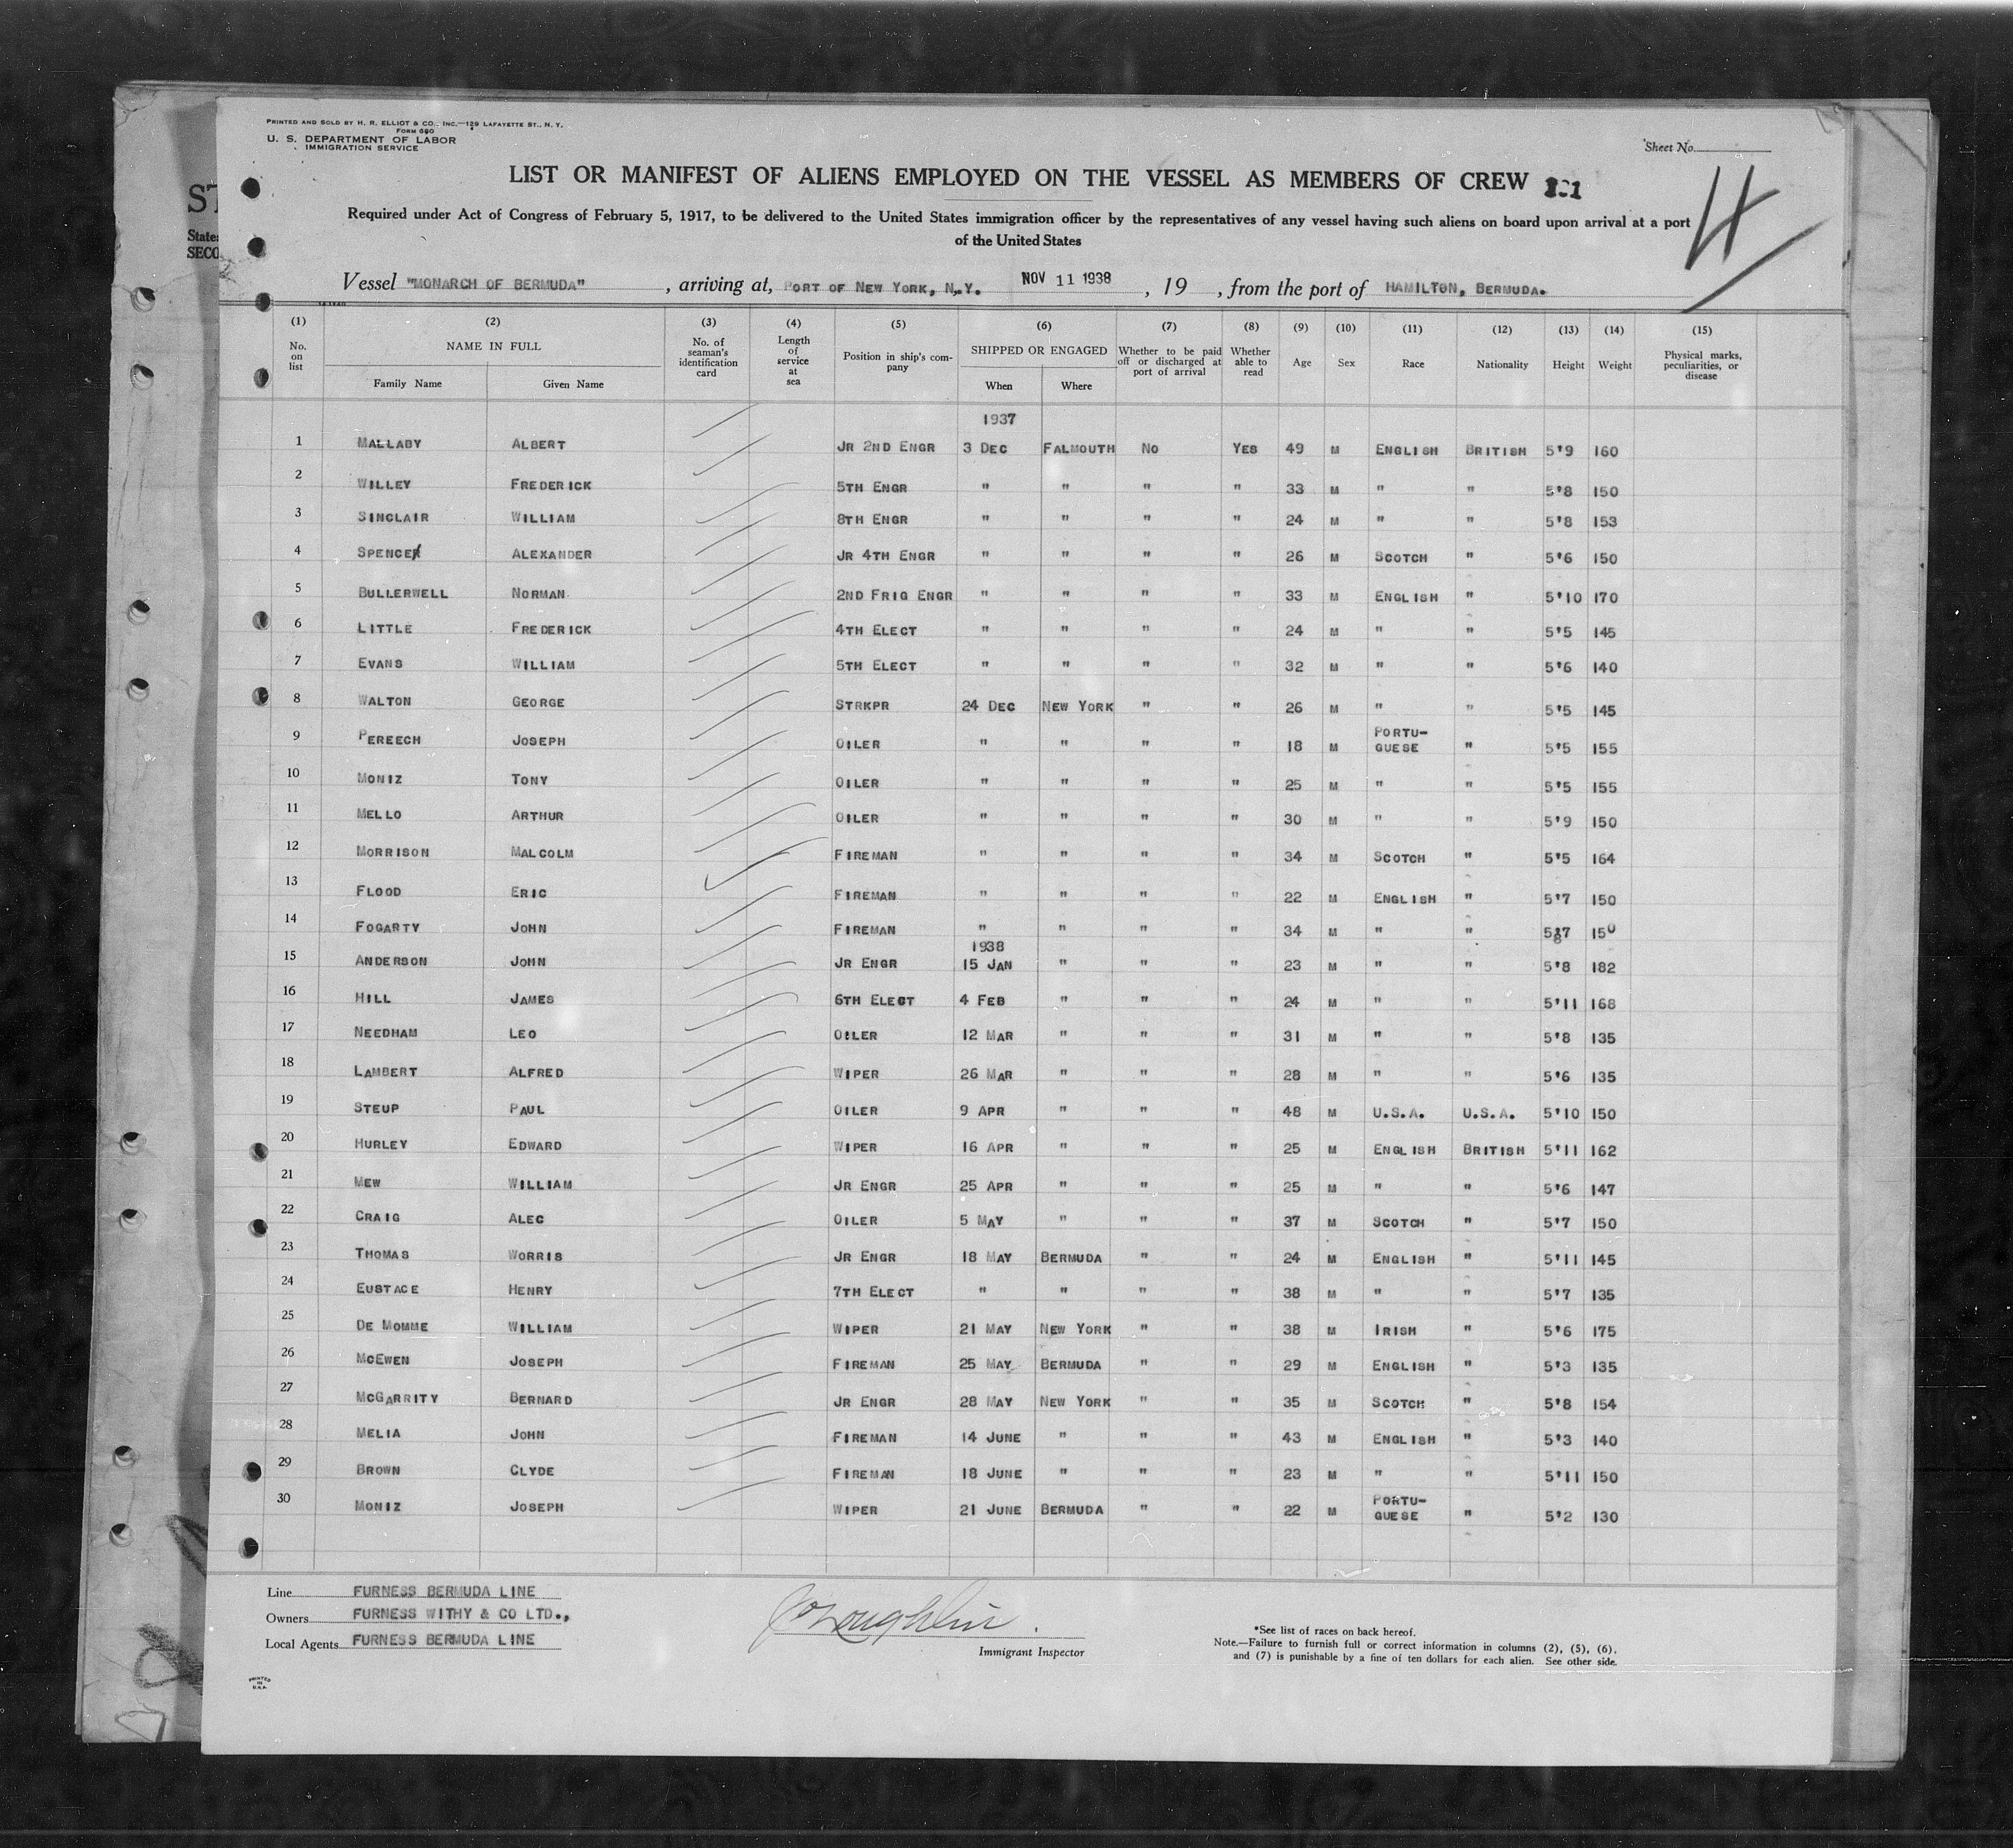 PRINTED AND SOLD BY H. R. ELLIOT & CO., INC.—129 LAFAYETTE ST., N. Y.
FORM 680
U. S. DEPARTMENT OF LABOR
IMMIGRATION SERVICE
Sheet No.
4
LIST OR MANIFEST OF ALIENS EMPLOYED ON THE VESSEL AS MEMBERS OF CREW
Required under Act of Congress of February 5, 1917, to be delivered to the United States immigration officer by the representatives of any vessel having such aliens on board upon arrival at a port
of the United States
State
SECO
Vessel "MONARCH OF BERMUDA", arriving at, PORT OF NEW YORK, N.Y. NOV 11 1938, 19 , from the port of HAMILTON, BERMUDA.
(1) (2) (3) (4) (5) (6) (7) (8) (9) (10) (11) (12) (13) (14) (15)
No. on list NAME IN FULL No. of seaman's identification card Length of service at sea Position in ship's company SHIPPED OR ENGAGED Whether to be paid off or discharged at port of arrival Whether able to read Age Sex Race Nationality Height Weight Physical marks, peculiarities, or disease
Family Name Given Name When Where
1937
1 MALLABY ALBERT JR 2ND ENGR 3 DEC FALMOUTH NO YES 49 M ENGLISH BRITISH 5'9 160
2 WILLEY FREDERICK 5TH ENGR " " " " 33 M " " 5'8 150
3 SINCLAIR WILLIAM 8TH ENGR " " " " 24 M " " 5'8 153
4 SPENCE ALEXANDER JR 4TH ENGR " " " " 26 M SCOTCH " 5'6 150
5 BULLERWELL NORMAN 2ND FRIG ENGR " " " " 33 M ENGLISH " 5'10 170
6 LITTLE FREDERICK 4TH ELECT " " " " 24 M " " 5'5 145
7 EVANS WILLIAM 5TH ELECT " " " " 32 M " " 5'6 140
8 WALTON GEORGE STRKPR 24 DEC NEW YORK " " 26 M " " 5'5 145
9 PEREECH JOSEPH OILER " " " " 18 M PORTU-GUESE " 5'5 155
10 MONIZ TONY OILER " " " " 25 M " " 5'5 155
11 MELLO ARTHUR OILER " " " " 30 M " " 5'9 150
12 MORRISON MALCOLM FIREMAN " " " " 34 M SCOTCH " 5'5 164
13 FLOOD ERIC FIREMAN " " " " 22 M ENGLISH " 5'7 150
14 FOGARTY JOHN FIREMAN " " " " 34 M " " 5'7 150
1938
15 ANDERSON JOHN JR ENGR 15 JAN " " " 23 M " " 5'8 182
16 HILL JAMES 6TH ELECT 4 FEB " " " 24 M " " 5'11 168
17 NEEDHAM LEO OILER 12 MAR " " " 31 M " " 5'8 135
18 LAMBERT ALFRED WIPER 26 MAR " " " 28 M " " 5'6 135
19 STEUP PAUL OILER 9 APR " " " 48 M U.S.A. U.S.A. 5'10 150
20 HURLEY EDWARD WIPER 16 APR " " " 25 M ENGLISH BRITISH 5'11 162
21 MEW WILLIAM JR ENGR 25 APR " " " 25 M " " 5'6 147
22 CRAIG ALEC OILER 5 MAY " " " 37 M SCOTCH " 5'7 150
23 THOMAS WORRIS JR ENGR 18 MAY BERMUDA " " 24 M ENGLISH " 5'11 145
24 EUSTACE HENRY 7TH ELECT " " " " 38 M " " 5'7 135
25 DE MOMME WILLIAM WIPER 21 MAY NEW YORK " " 38 M IRISH " 5'6 175
26 MCEWEN JOSEPH FIREMAN 25 MAY BERMUDA " " 29 M ENGLISH " 5'3 135
27 MCGARRITY BERNARD JR ENGR 28 MAY NEW YORK " " 35 M SCOTCH " 5'8 154
28 MELIA JOHN FIREMAN 14 JUNE " " " 43 M ENGLISH " 5'3 140
29 BROWN CLYDE FIREMAN 18 JUNE " " " 23 M " " 5'11 150
30 MONIZ JOSEPH WIPER 21 JUNE BERMUDA " " 22 M PORTU-GUESE " 5'2 130
Line FURNESS BERMUDA LINE
Owners FURNESS WITHY & CO LTD.,
Local Agents FURNESS BERMUDA LINE
Immigrant Inspector
*See list of races on back hereof.
Note.—Failure to furnish full or correct information in columns (2), (5), (6),
and (7) is punishable by a fine of ten dollars for each alien. See other side.
PRINTED
IN
U.S.A.